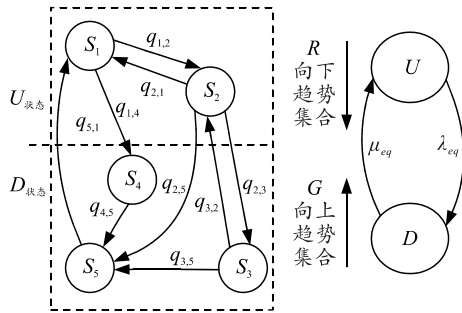 S1
q1,2
q2,1
S2
U状态
q1,4
q5,1
D状态
S4
q4,5
q2,5
q3,2
q2,3
S5
q3,5
S3
R
向下
趋势
集合
U
μeq
λeq
G
向上
趋势
集合
D